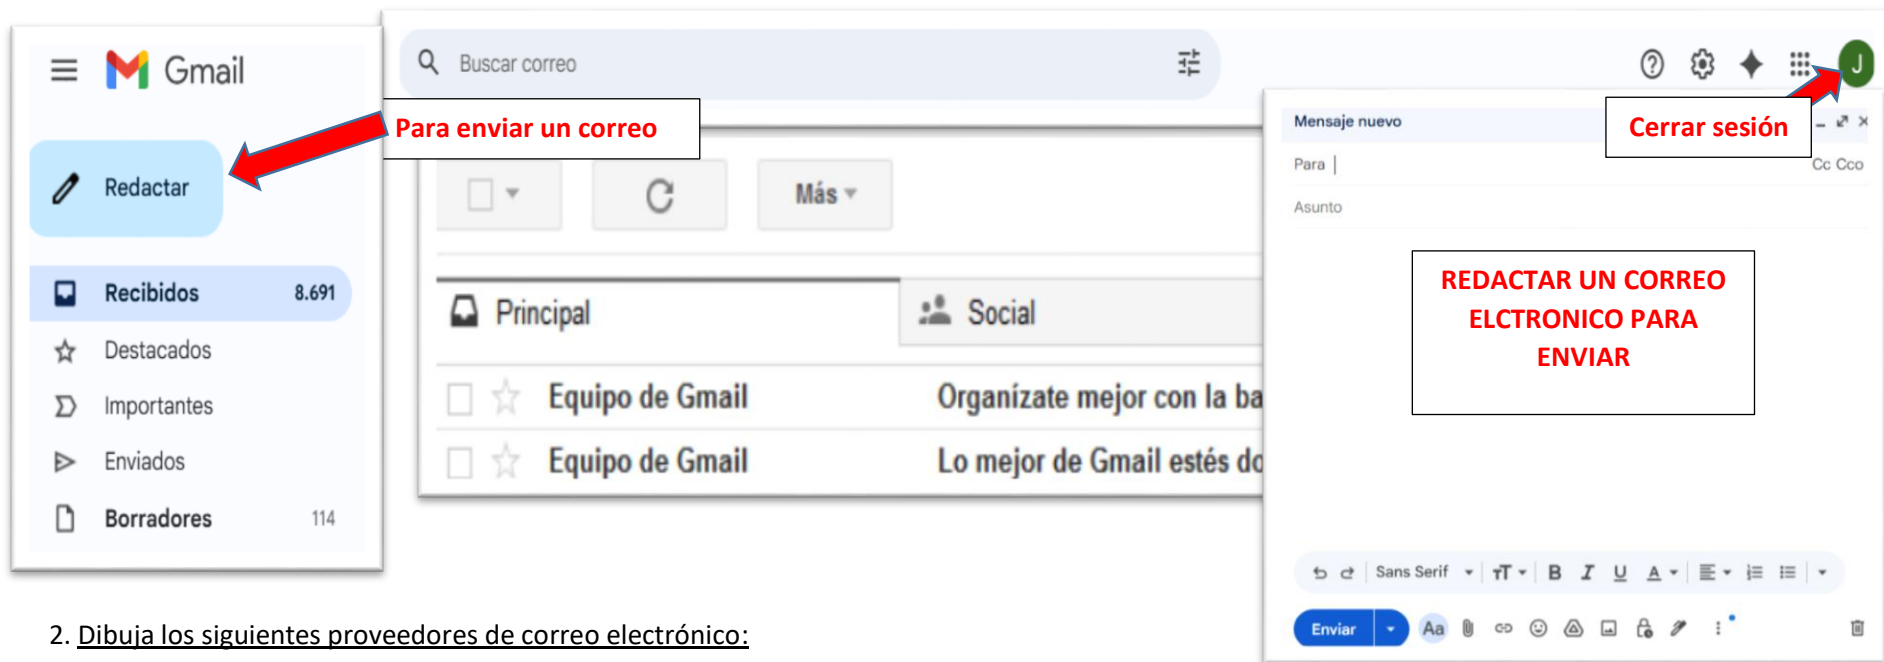 Gmail
Redactar
Recibidos 8.691
Destacados
Importantes
Enviados
Borradores 114
Buscar correo
J
Para enviar un correo
Más
Principal
Social
Equipo de Gmail Organízate mejor con la ba
Equipo de Gmail Lo mejor de Gmail estés do
Cerrar sesión
Mensaje nuevo
Para Cc Cco
Asunto
REDACTAR UN CORREO
ELCTRONICO PARA
ENVIAR
Sans Serif TT B I U A
Enviar Aa
2. Dibuja los siguientes proveedores de correo electrónico: